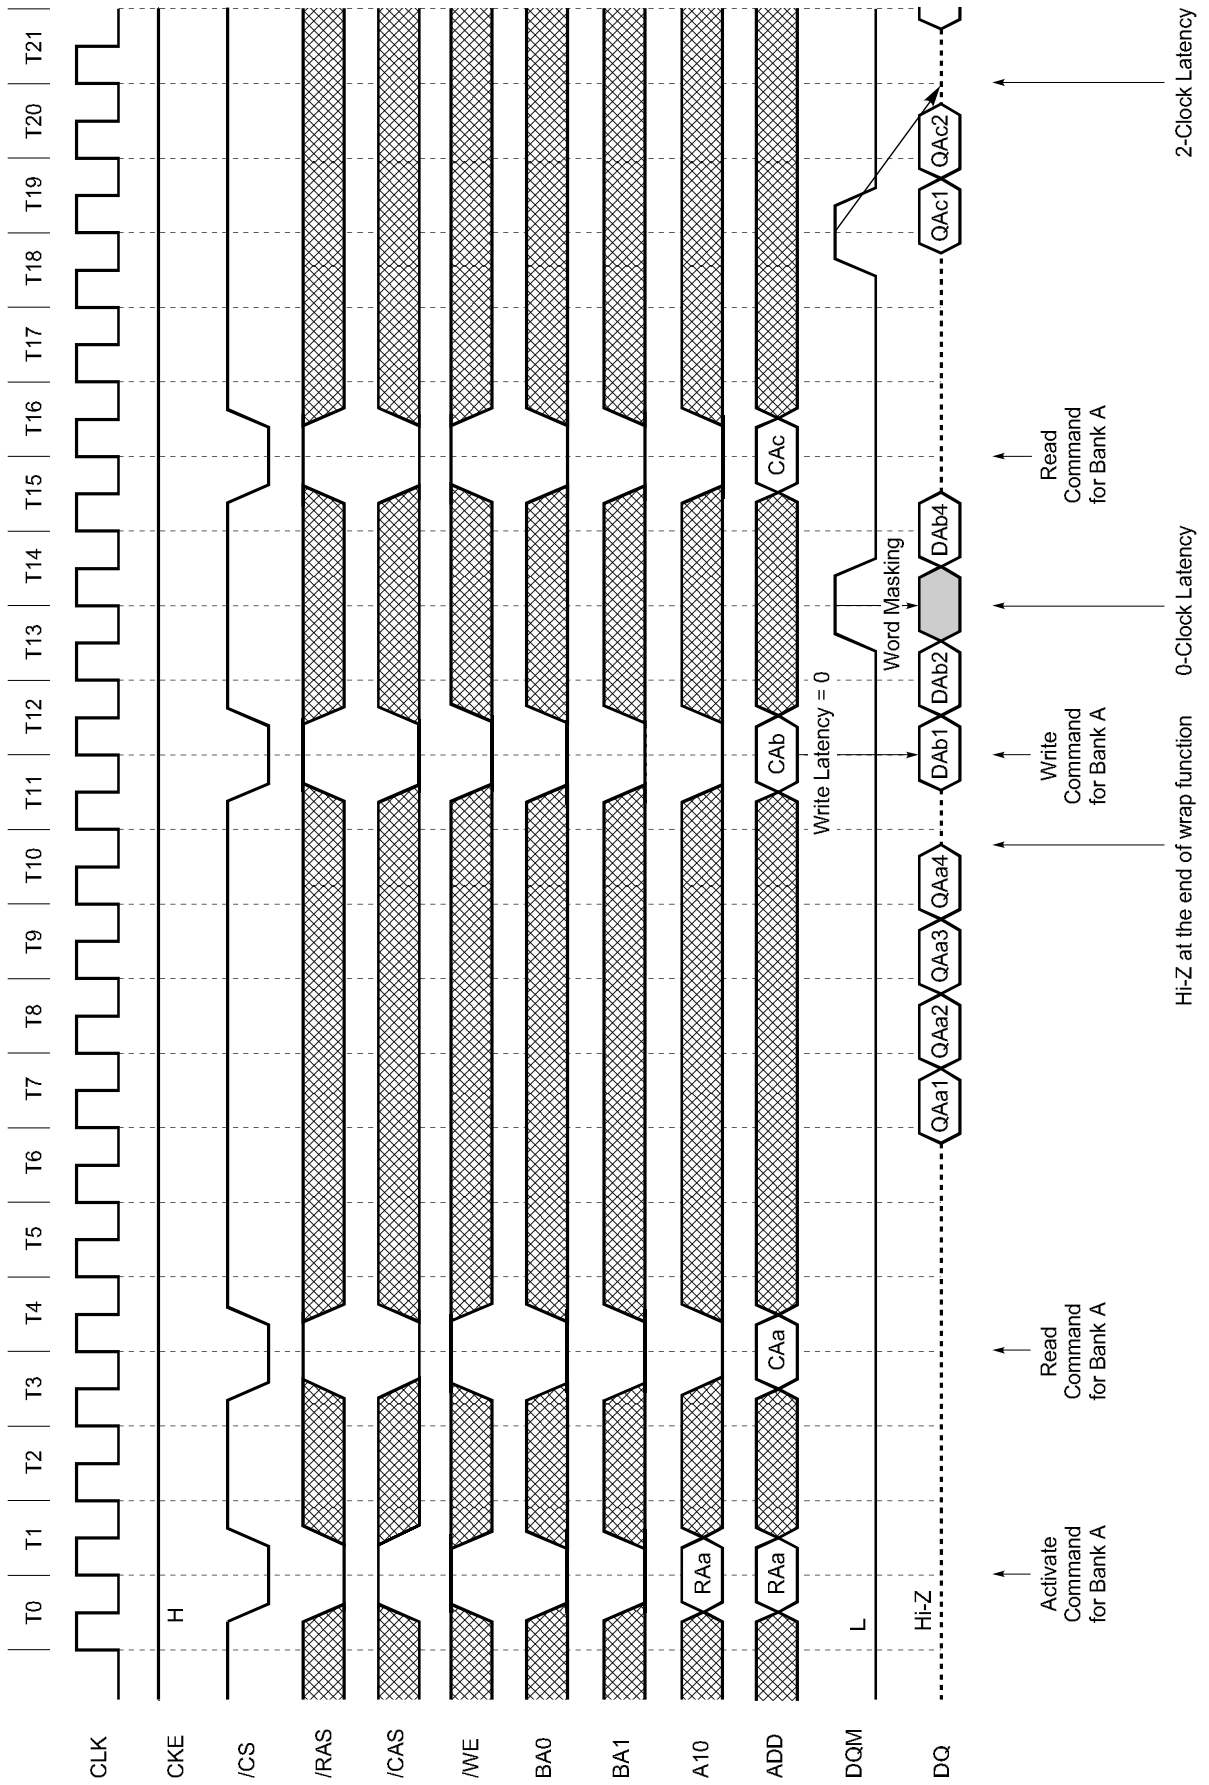 T0 T1 T2 T3 T4 T5 T6 T7 T8 T9 T10 T11 T12 T13 T14 T15 T16 T17 T18 T19 T20 T21
CLK
CKE H
/CS
/RAS
/CAS
/WE
BA0
BA1
A10 RAa
ADD RAa CAa CAb CAc
Write Latency = 0
DQM L
Word Masking
Hi-Z
DQ QAa1 QAa2 QAa3 QAa4 DAb1 DAb2 DAb4 QAc1 QAc2
Activate
Command
for Bank A
Read
Command
for Bank A
Write
Command
for Bank A
Read
Command
for Bank A
Hi-Z at the end of wrap function
0-Clock Latency
2-Clock Latency